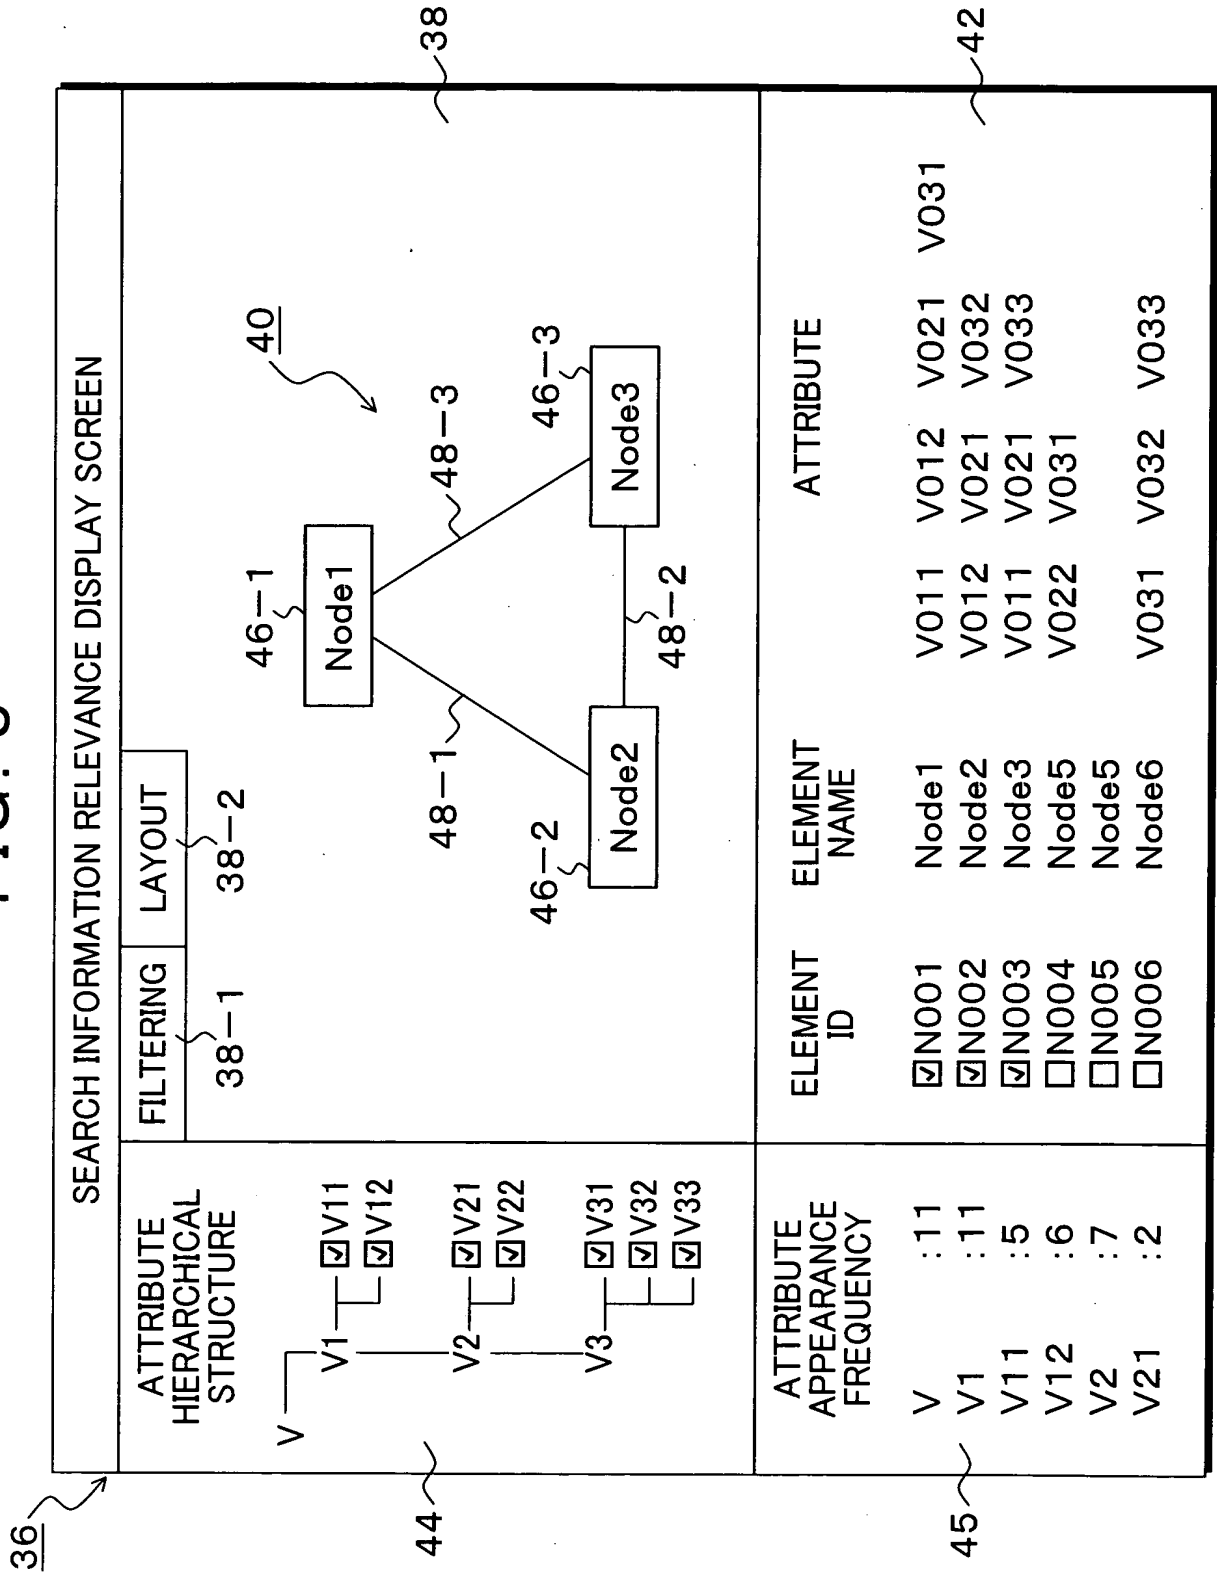 36
SEARCH INFORMATION RELEVANCE DISPLAY SCREEN
ATTRIBUTE
HIERARCHICAL
STRUCTURE
V
V1 V11
V12
V2 V21
V22
V3 V31
V32
V33
44
FILTERING LAYOUT
38-1 38-2
40
46-1
Node1
48-1 48-3
46-2 46-3
Node2 Node3
48-2
38
ATTRIBUTE
APPEARANCE
FREQUENCY
V :11
V1 :11
V11 :5
V12 :6
V2 :7
V21 :2
45
ELEMENT ID ELEMENT NAME ATTRIBUTE
N001 Node1 V011 V012 V021 V031
N002 Node2 V012 V021 V032
N003 Node3 V011 V021 V033
N004 Node5 V022 V031
N005 Node5
N006 Node6 V031 V032 V033
42